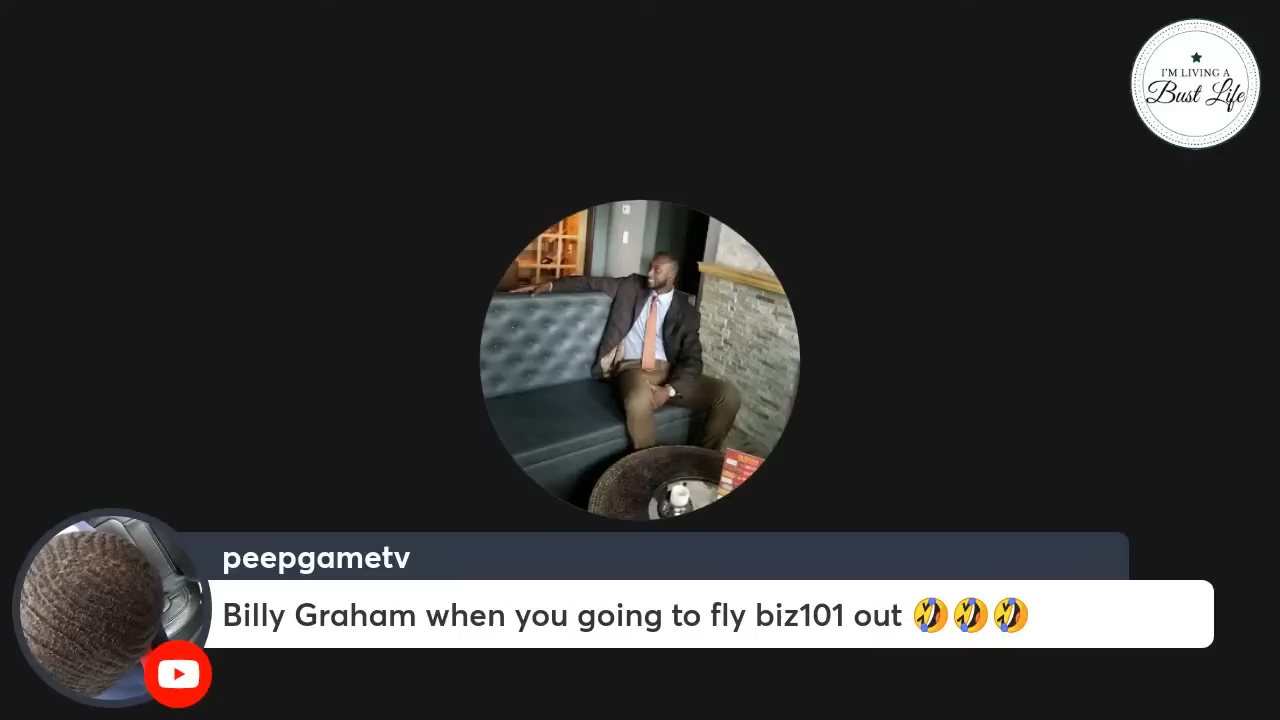 I'M LIVING A
Bust Life
peepgametv
Billy Graham when you going to fly biz101 out 🤣🤣🤣